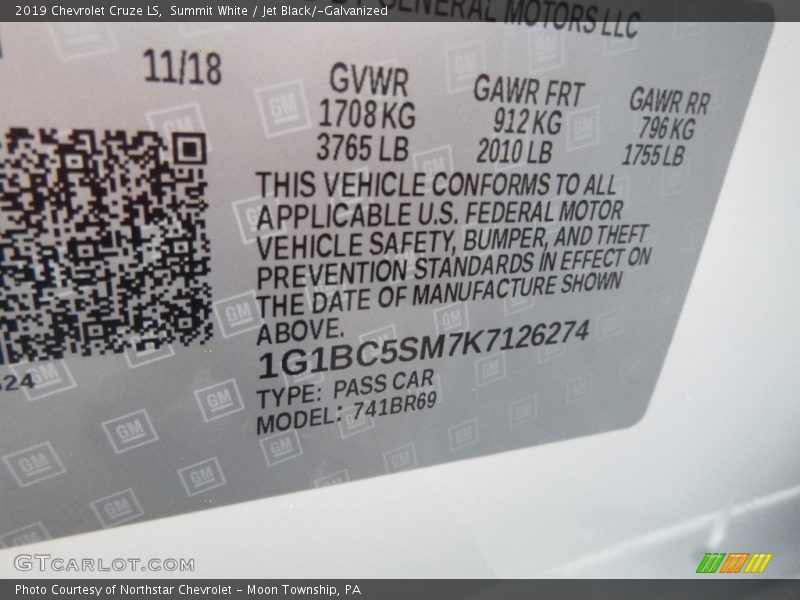 2019 Chevrolet Cruze LS, Summit White / Jet Black/-Galvanized
GENERAL MOTORS LLC
11/18
GVWR
1708 KG
3765 LB
GAWR FRT
912 KG
2010 LB
GAWR RR
796 KG
1755 LB
THIS VEHICLE CONFORMS TO ALL
APPLICABLE U.S. FEDERAL MOTOR
VEHICLE SAFETY, BUMPER, AND THEFT
PREVENTION STANDARDS IN EFFECT ON
THE DATE OF MANUFACTURE SHOWN
ABOVE.
1G1BC5SM7K7126274
TYPE: PASS CAR
MODEL: 741BR69
GTCARLOT.COM
Photo Courtesy of Northstar Chevrolet - Moon Township, PA